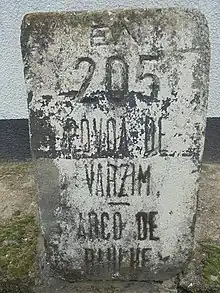 EN
205
POVOA DE
VARZIM
ARCO DE